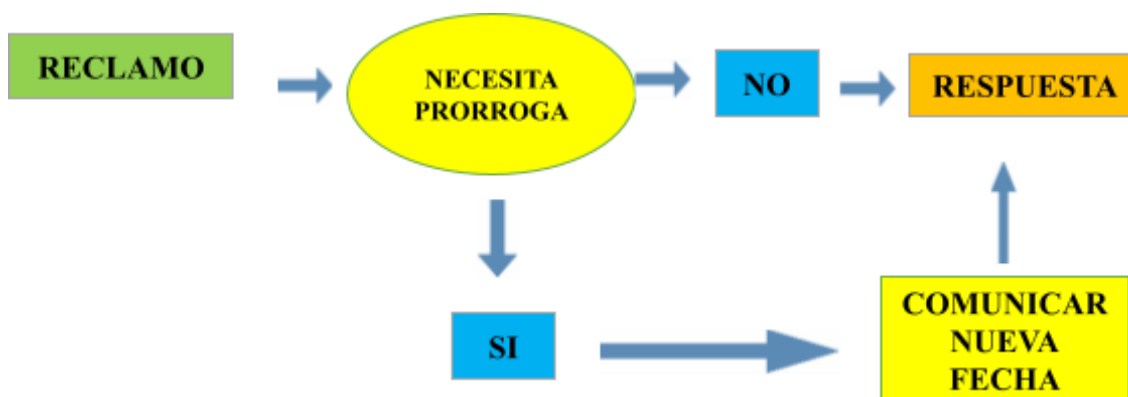 RECLAMO
NECESITA
PRORROGA
NO
RESPUESTA
SI
COMUNICAR
NUEVA
FECHA